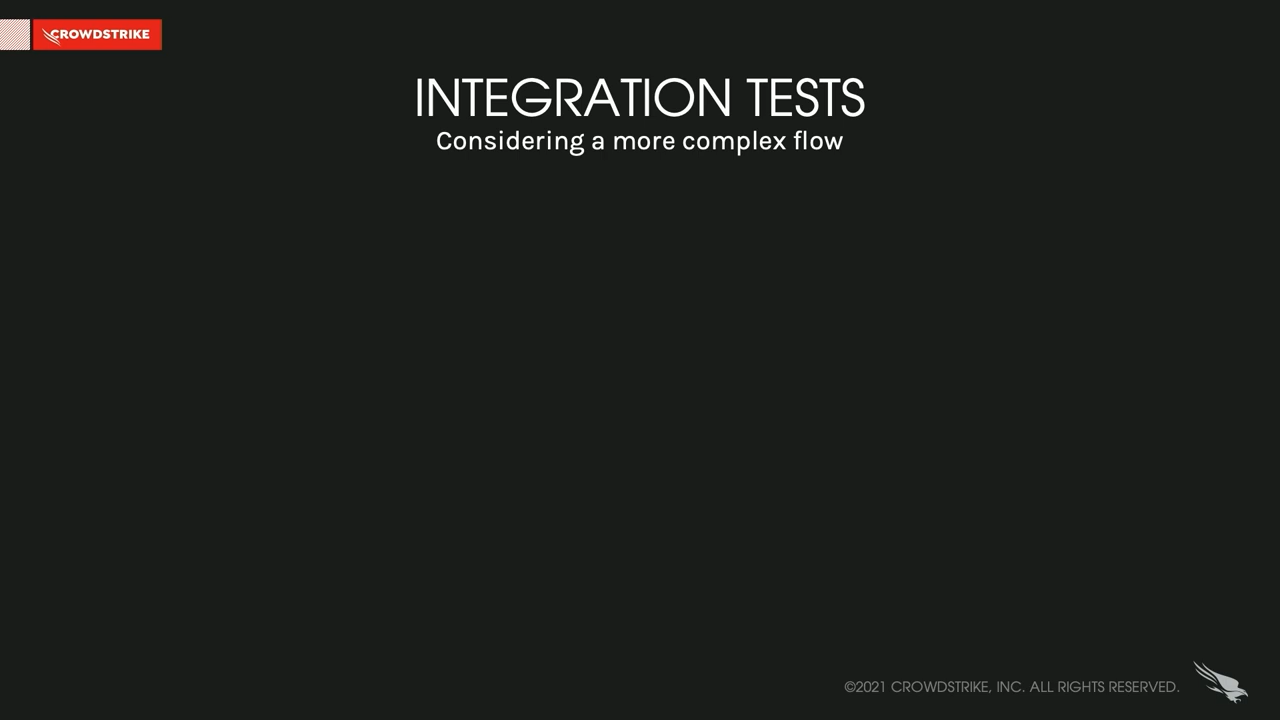 CROWDSTRIKE
INTEGRATION TESTS
Considering a more complex flow
©2021 CROWDSTRIKE, INC. ALL RIGHTS RESERVED.